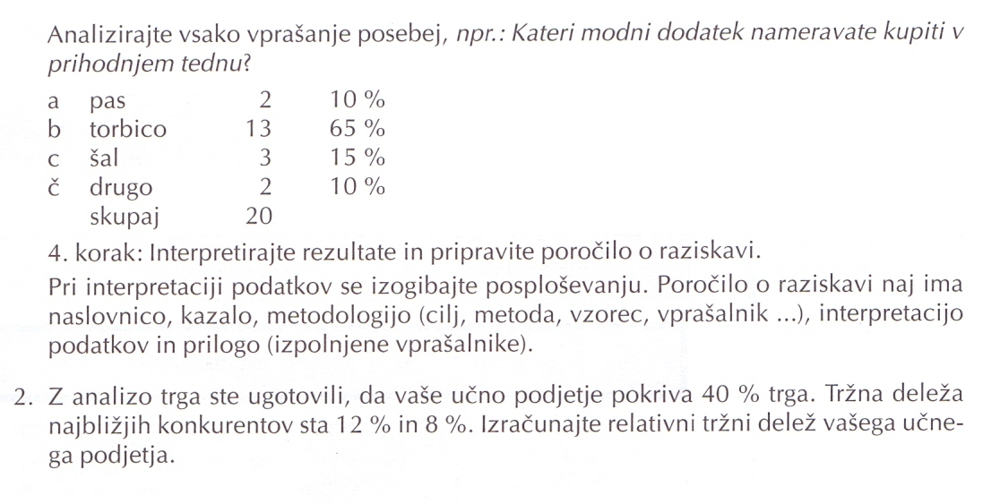 Analizirajte vsako vprašanje posebej, npr.: Kateri modni dodatek nameravate kupiti v
prihodnjem tednu?
a pas 2 10 %
b torbico 13 65 %
c šal 3 15 %
č drugo 2 10 %
skupaj 20
4. korak: Interpretirajte rezultate in pripravite poročilo o raziskavi.
Pri interpretaciji podatkov se izogibajte posploševanju. Poročilo o raziskavi naj ima
naslovnico, kazalo, metodologijo (cilj, metoda, vzorec, vprašalnik ...), interpretacijo
podatkov in prilogo (izpolnjene vprašalnike).
2. Z analizo trga ste ugotovili, da vaše učno podjetje pokriva 40 % trga. Tržna deleža
najbližjih konkurentov sta 12 % in 8 %. Izračunajte relativni tržni delež vašega učne-
ga podjetja.